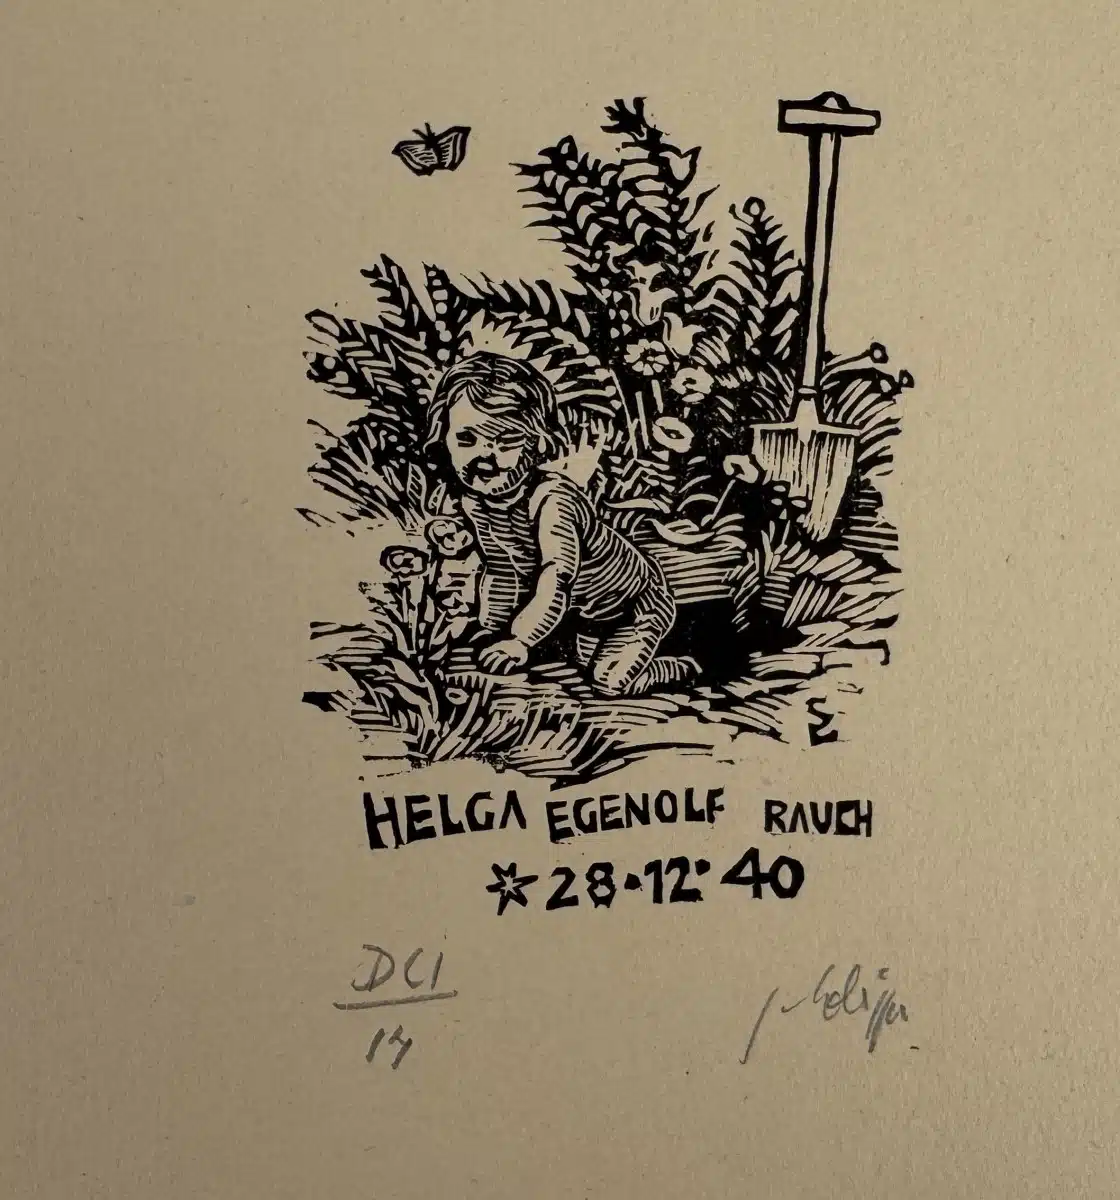 HELGA EGENOLF RAUCH
* 28·12·40
DCI
14